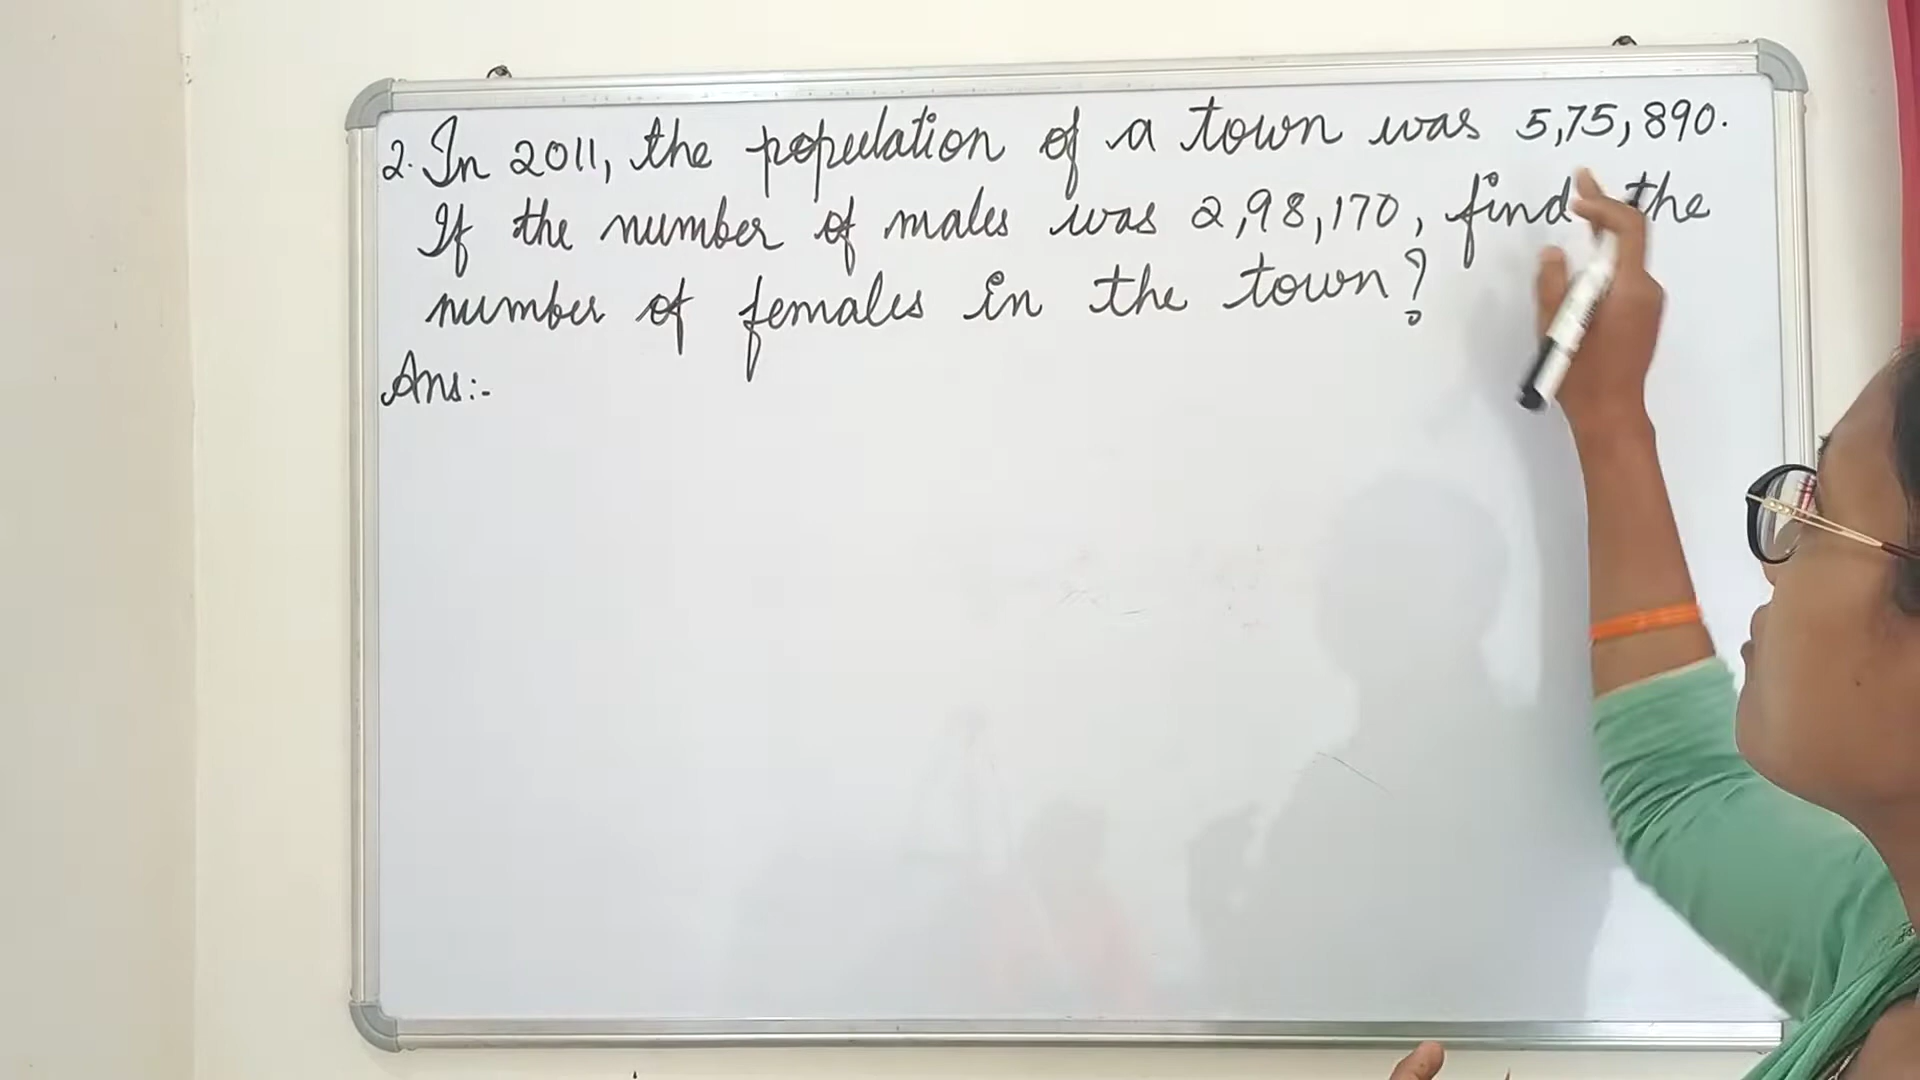 2. In 2011, the population of a town was 5,75,890.
If the number of males was 2,98,170, find the
number of females in the town?
Ans:-